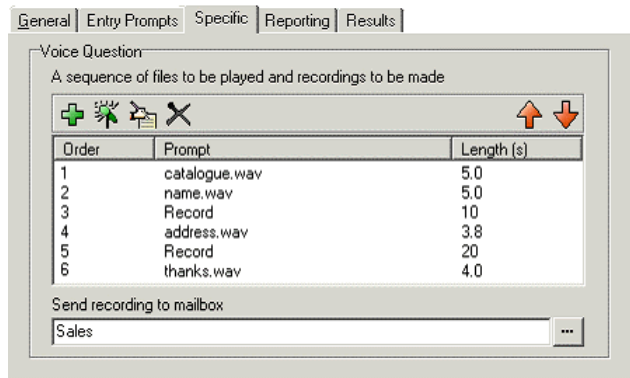 General Entry Prompts Specific Reporting Results
Voice Question
A sequence of files to be played and recordings to be made
Order Prompt Length (s)
1 catalogue.wav 5.0
2 name.wav 5.0
3 Record 10
4 address.wav 3.8
5 Record 20
6 thanks.wav 4.0
Send recording to mailbox
Sales ...